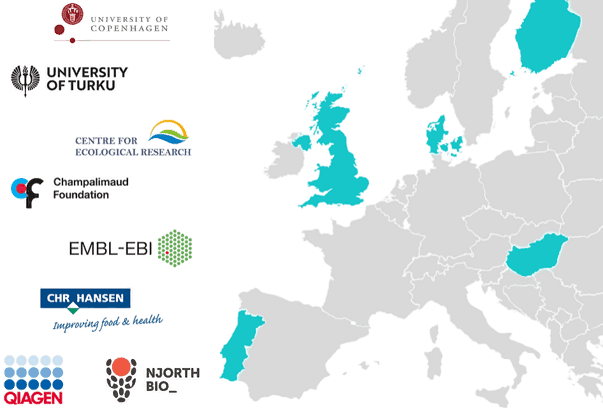 UNIVERSITY OF
COPENHAGEN
UNIVERSITY
OF TURKU
CENTRE FOR
ECOLOGICAL RESEARCH
Champalimaud
Foundation
EMBL-EBI
CHR HANSEN
Improving food & health
QIAGEN
NJORTH
BIO_